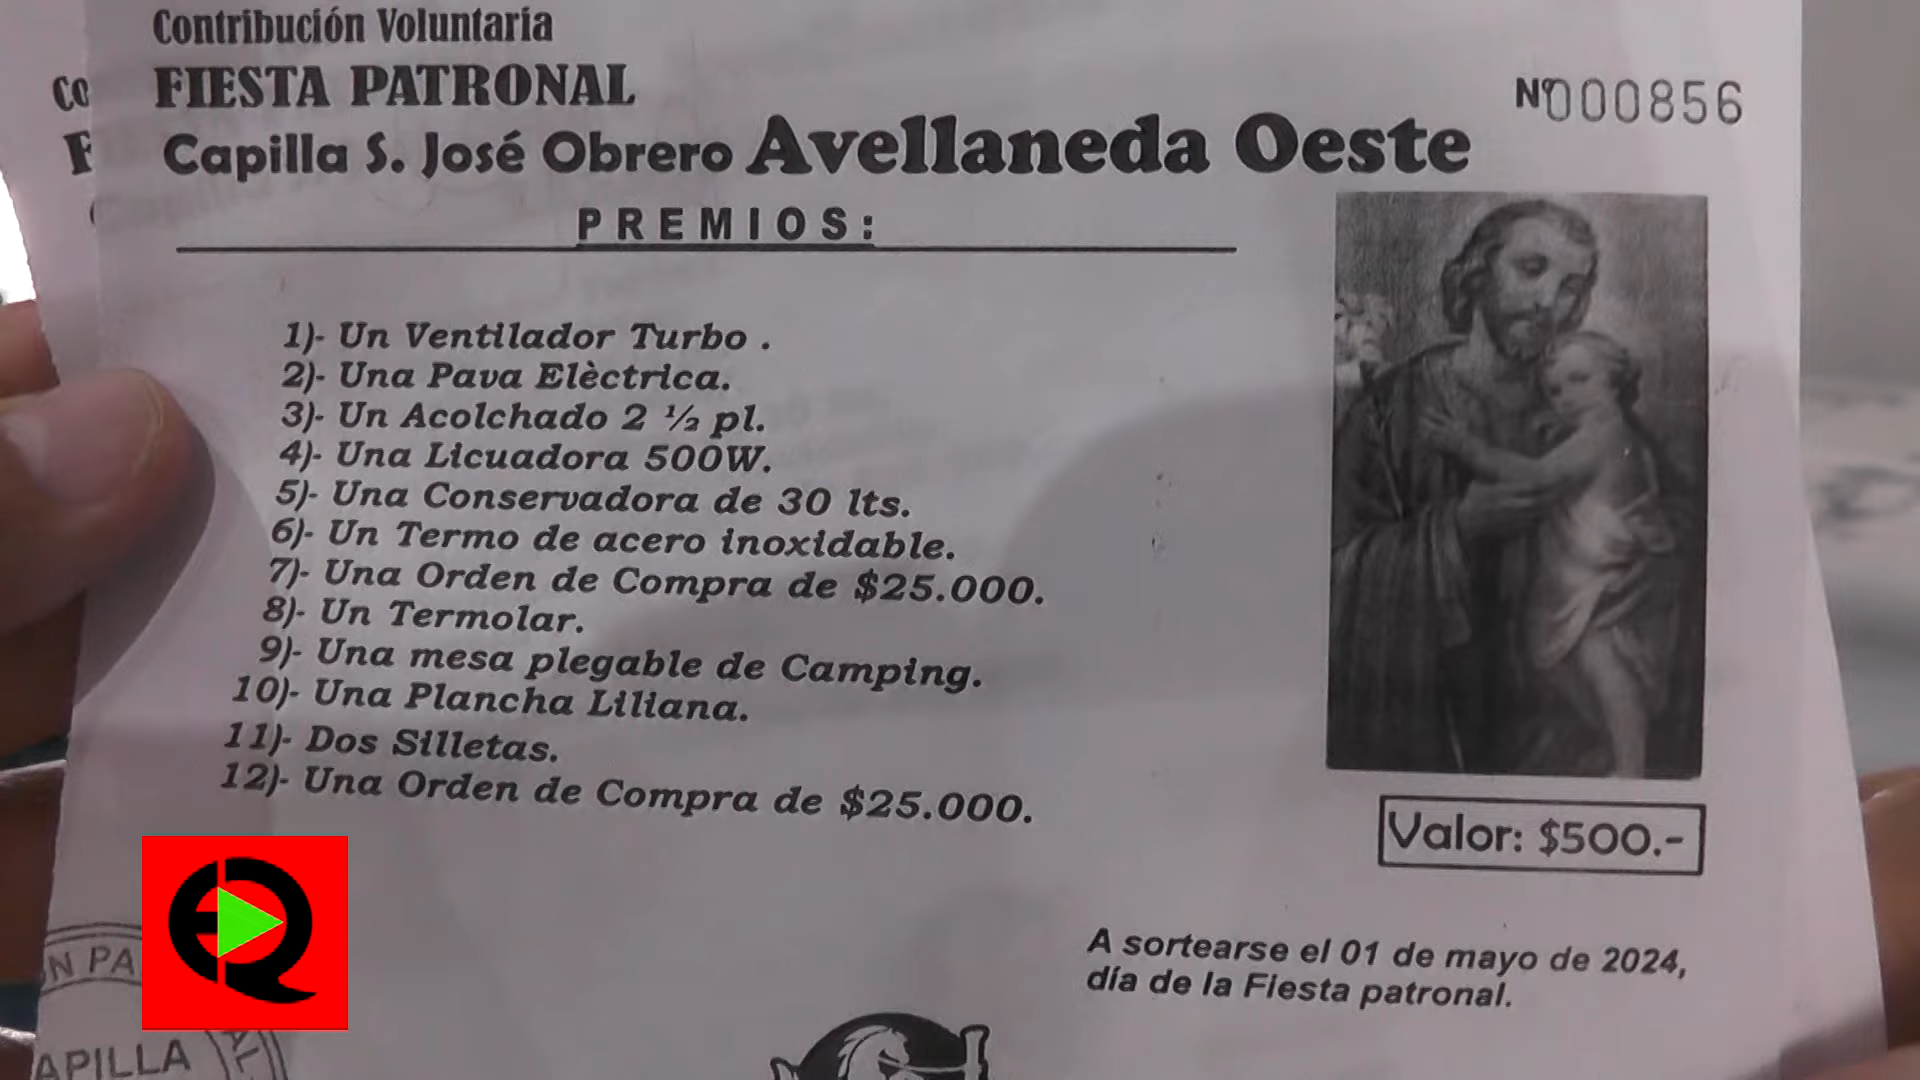 Contribución Voluntaria
FIESTA PATRONAL
Capilla S. José Obrero Avellaneda Oeste
Nº000856
PREMIOS:
1)- Un Ventilador Turbo .
2)- Una Pava Elèctrica.
3)- Un Acolchado 2 ½ pl.
4)- Una Licuadora 500W.
5)- Una Conservadora de 30 lts.
6)- Un Termo de acero inoxidable.
7)- Una Orden de Compra de $25.000.
8)- Un Termolar.
9)- Una mesa plegable de Camping.
10)- Una Plancha Liliana.
11)- Dos Silletas.
12)- Una Orden de Compra de $25.000.
Valor: $500.-
A sortearse el 01 de mayo de 2024,
día de la Fiesta patronal.